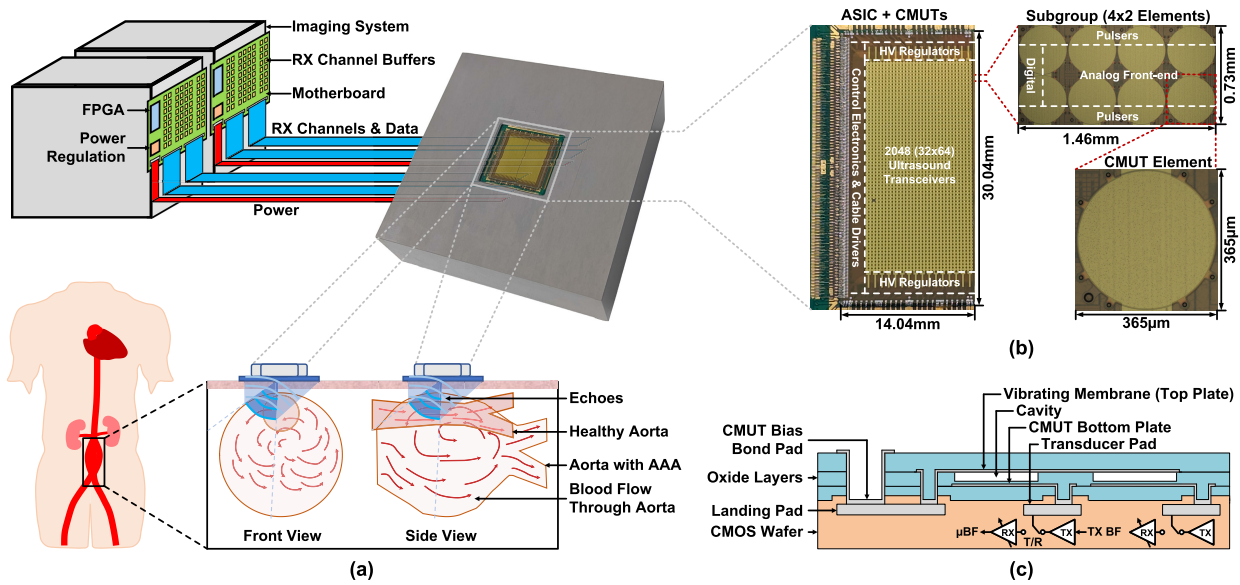 Imaging System
RX Channel Buffers
Motherboard
FPGA
Power
Regulation
RX Channels & Data
Power
Echoes
Healthy Aorta
Aorta with AAA
Blood Flow
Through Aorta
Front View
Side View
(a)
ASIC + CMUTs
HV Regulators
Control Electronics & Cable Drivers
2048 (32x64)
Ultrasound
Transceivers
HV Regulators
30.04mm
14.04mm
Subgroup (4x2 Elements)
Pulsers
Digital
Analog Front-end
Pulsers
0.73mm
1.46mm
CMUT Element
365µm
365µm
(b)
Vibrating Membrane (Top Plate)
Cavity
CMUT Bottom Plate
Transducer Pad
CMUT Bias
Bond Pad
Oxide Layers
Landing Pad
CMOS Wafer
µBF
RX
T/R
TX
TX BF
RX
TX
(c)